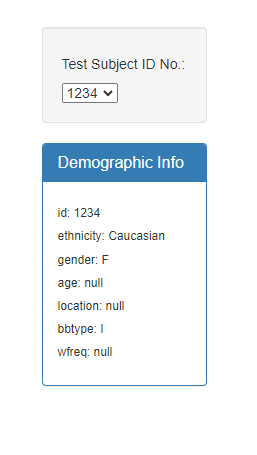 Test Subject ID No.:
1234
Demographic Info
id: 1234
ethnicity: Caucasian
gender: F
age: null
location: null
bbtype: I
wfreq: null